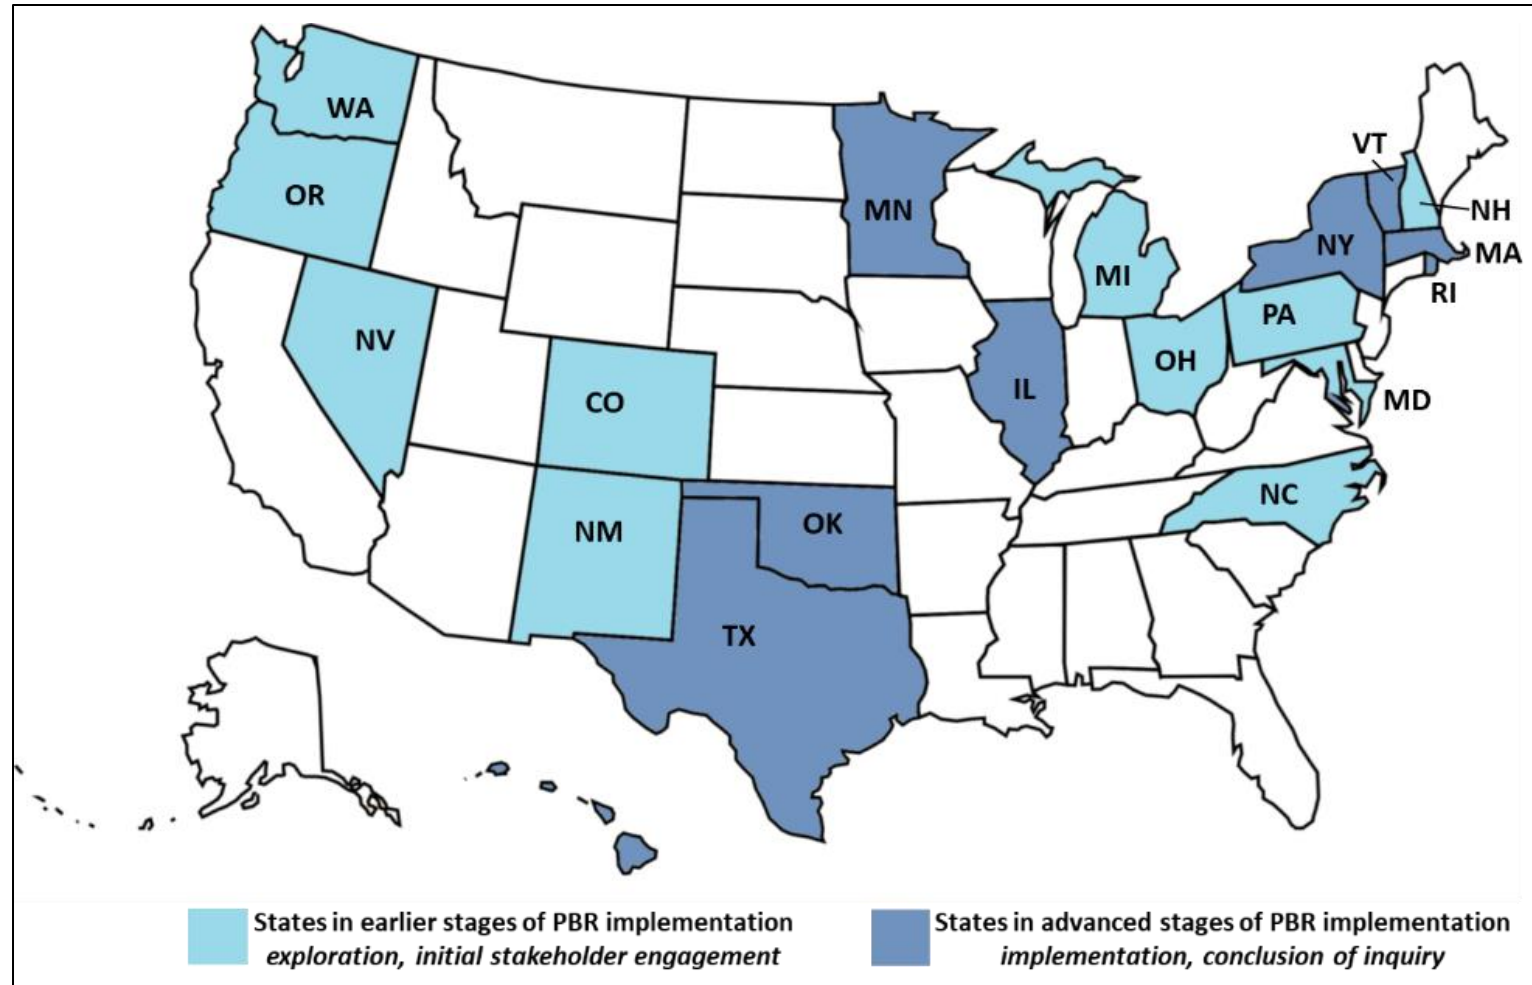 WA
VT
OR
MN
NH
NY
MA
MI
RI
PA
NV
OH
IL
CO
MD
NC
OK
NM
TX
States in earlier stages of PBR implementation
exploration, initial stakeholder engagement
States in advanced stages of PBR implementation
implementation, conclusion of inquiry